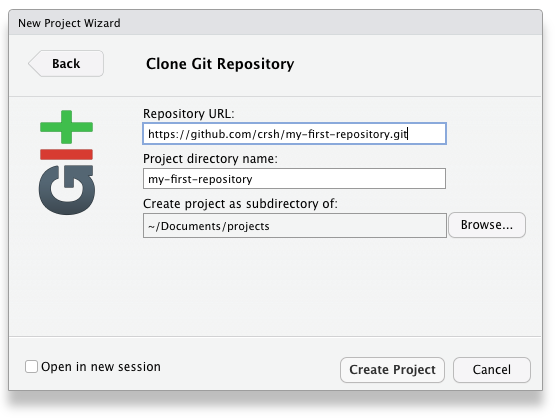 New Project Wizard
Back
Clone Git Repository
Repository URL:
https://github.com/crsh/my-first-repository.git
Project directory name:
my-first-repository
Create project as subdirectory of:
~/Documents/projects
Browse...
git
Open in new session
Create Project
Cancel